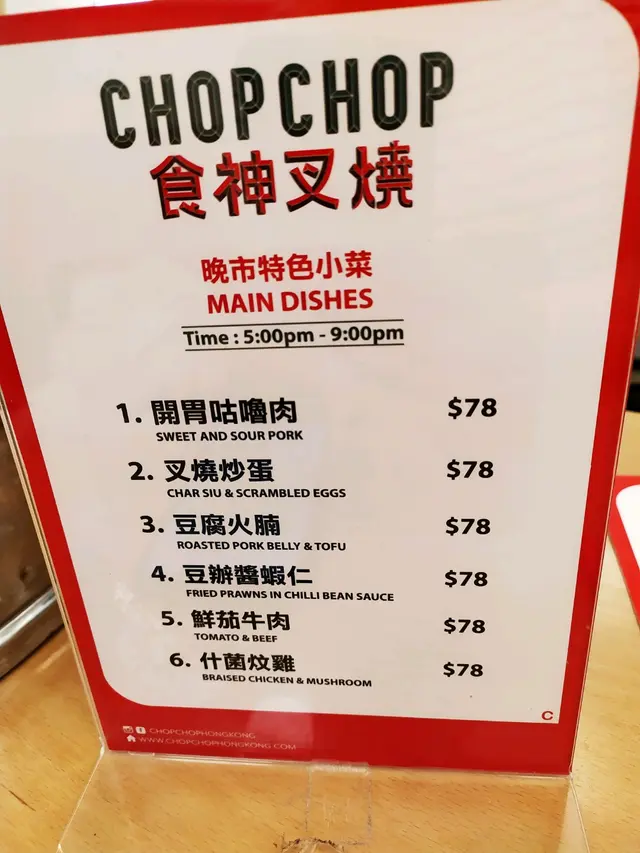 CHOPCHOP
食神叉燒
晚市特色小菜
MAIN DISHES
Time : 5:00pm - 9:00pm
1. 開胃咕嚕肉 $78
SWEET AND SOUR PORK
2. 叉燒炒蛋 $78
CHAR SIU & SCRAMBLED EGGS
3. 豆腐火腩 $78
ROASTED PORK BELLY & TOFU
4. 豆辦醬蝦仁 $78
FRIED PRAWNS IN CHILLI BEAN SAUCE
5. 鮮茄牛肉 $78
TOMATO & BEEF
6. 什菌炆雞 $78
BRAISED CHICKEN & MUSHROOM
C
CHOPCHOPHONGKONG
WWW.CHOPCHOPHONGKONG.COM